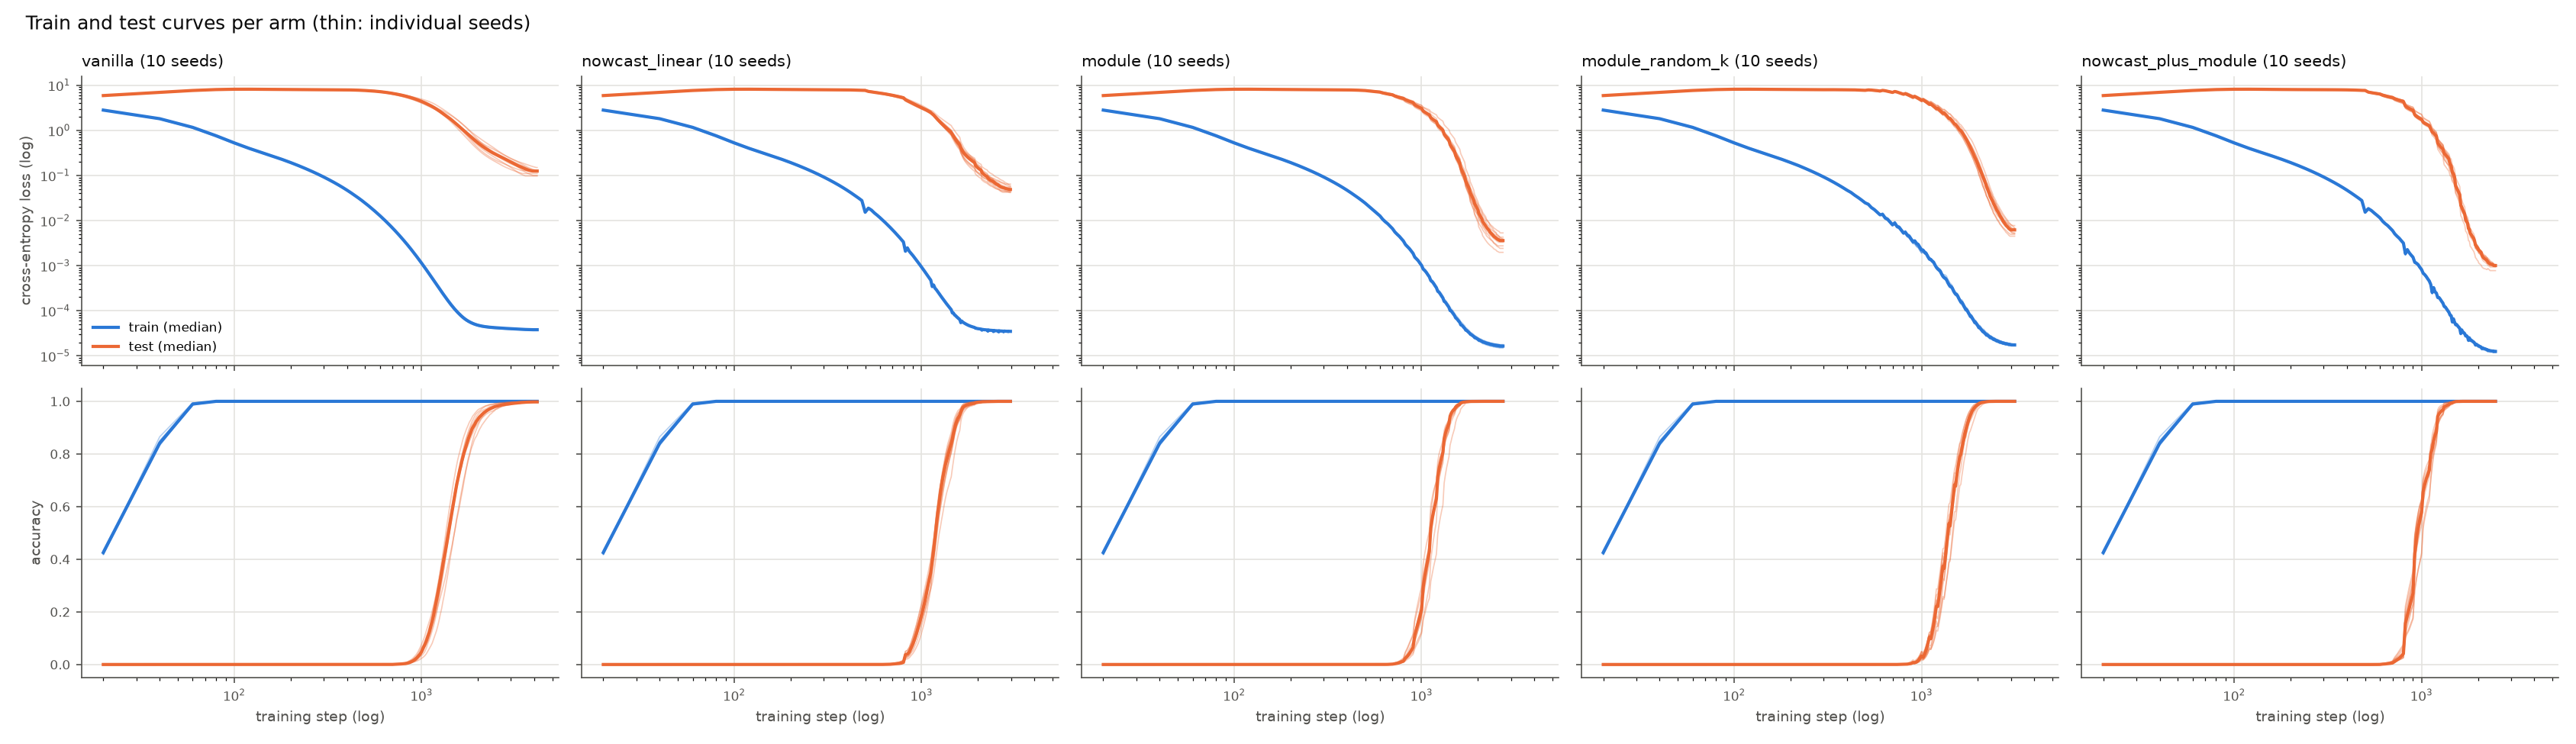 Train and test curves per arm (thin: individual seeds)
vanilla (10 seeds)
nowcast_linear (10 seeds)
module (10 seeds)
module_random_k (10 seeds)
nowcast_plus_module (10 seeds)
cross-entropy loss (log)
10¹
10⁰
10⁻¹
10⁻²
10⁻³
10⁻⁴
10⁻⁵
train (median)
test (median)
accuracy
1.0
0.8
0.6
0.4
0.2
0.0
10² 10³
10² 10³
10² 10³
10² 10³
10² 10³
training step (log)
training step (log)
training step (log)
training step (log)
training step (log)